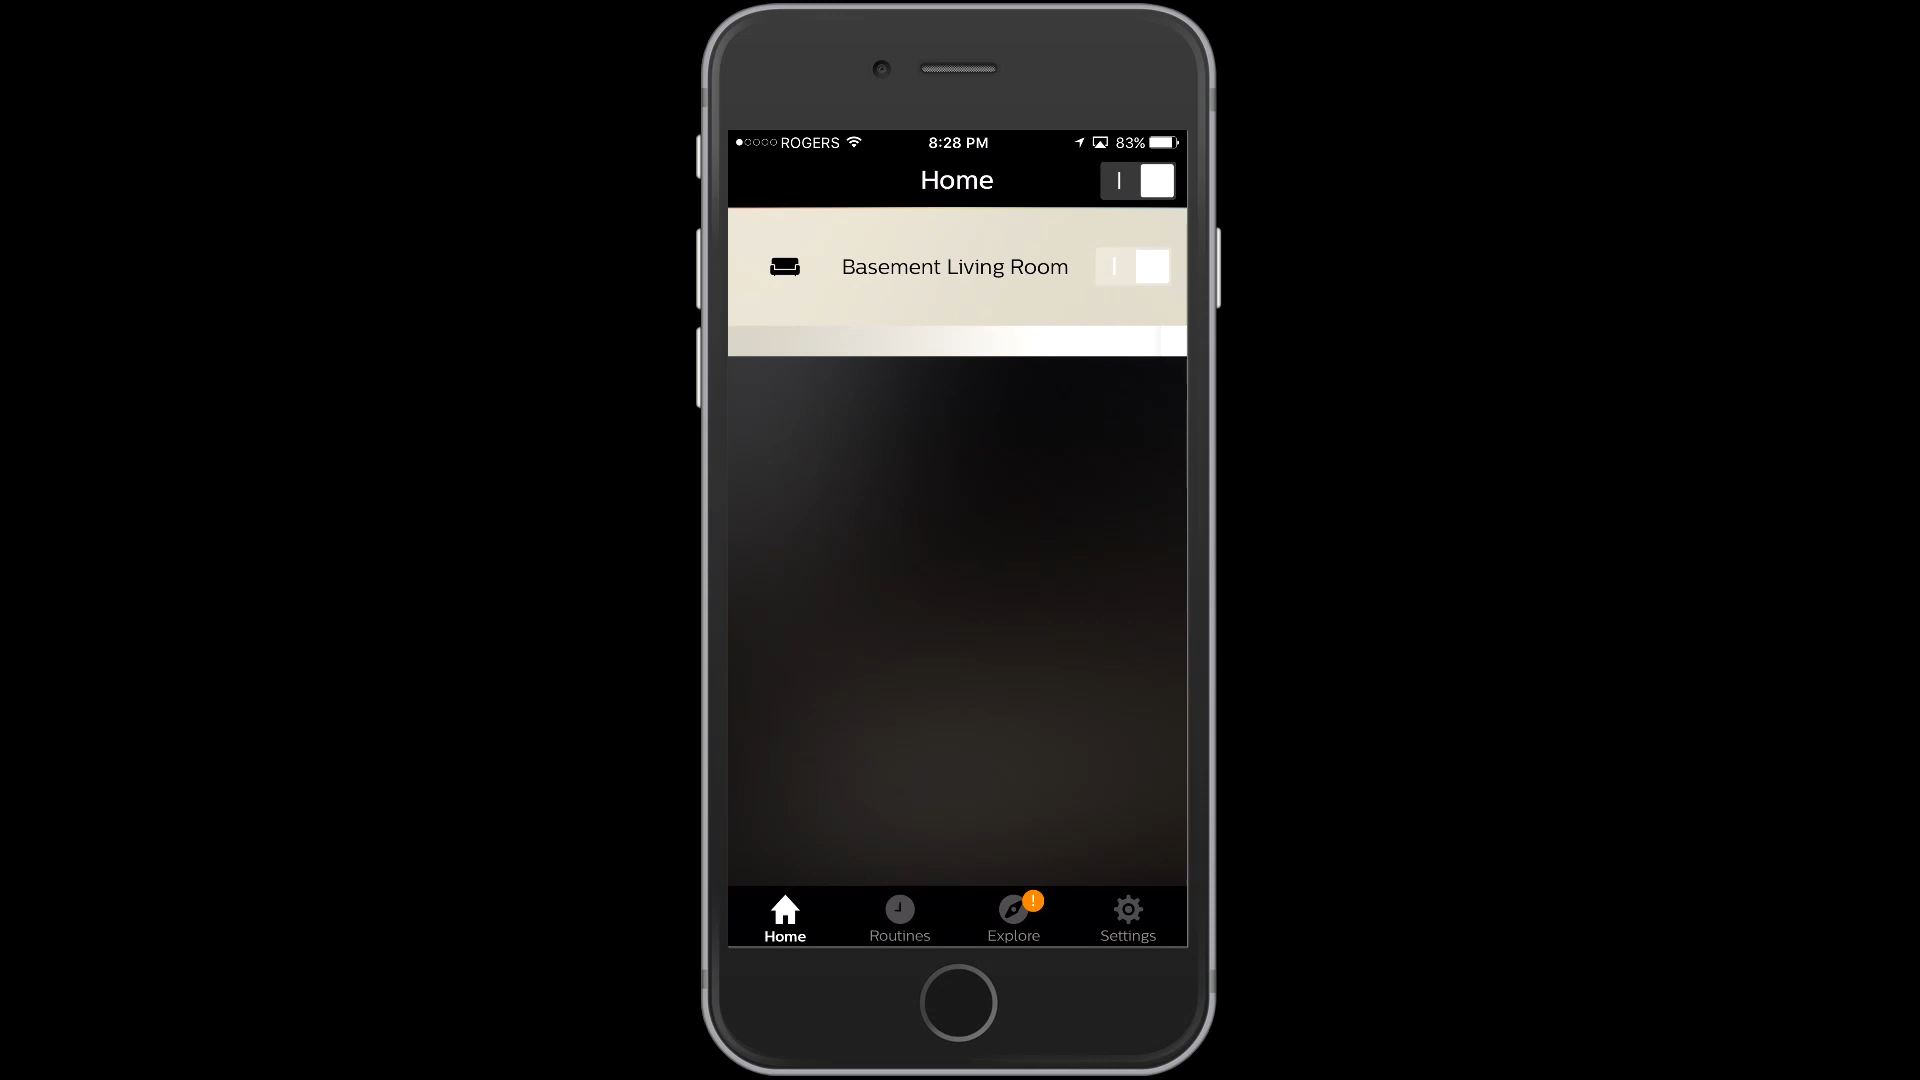 ROGERS 8:28 PM 83%
Home
Basement Living Room
!
Home Routines Explore Settings